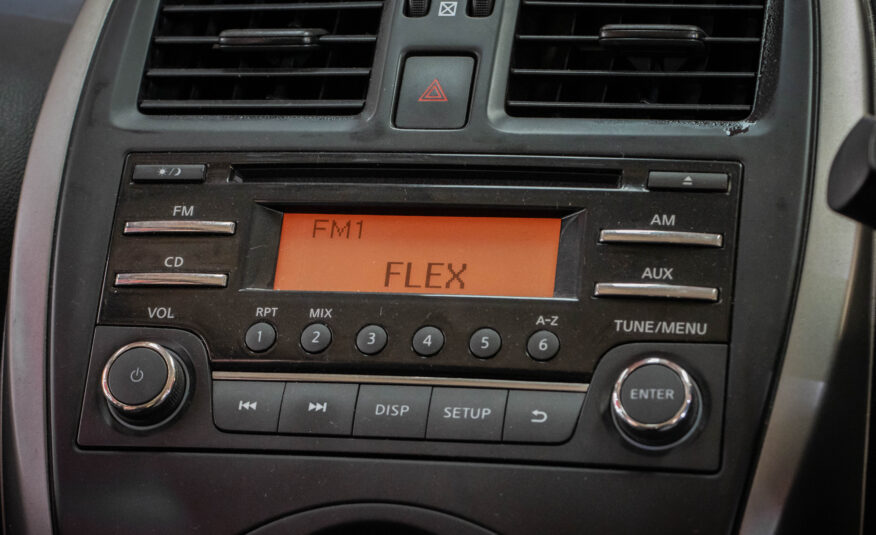 FM
AM
FM1
FLEX
CD
AUX
VOL
RPT MIX A-Z
TUNE/MENU
1 2 3 4 5 6
ENTER
DISP SETUP